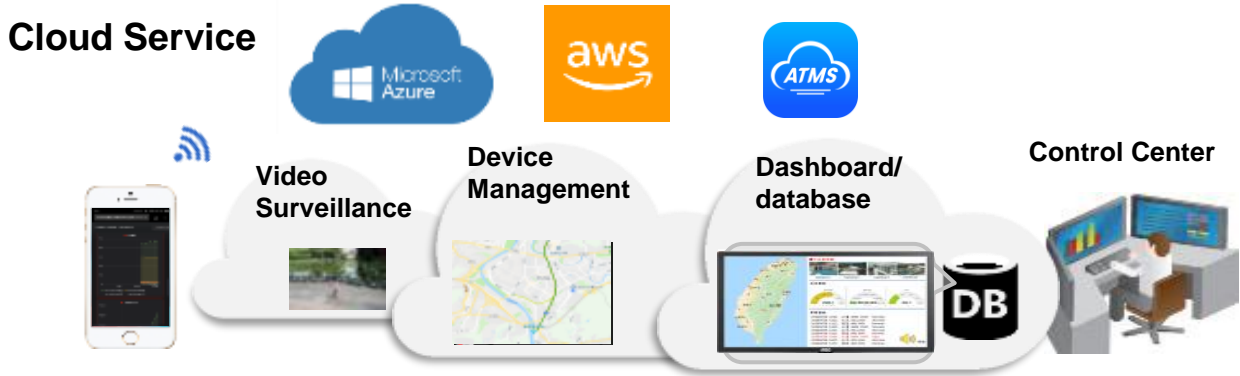 Cloud Service
Microsoft
Azure
aws
ATMS
Video
Surveillance
Device
Management
Dashboard/
database
Control Center
DB